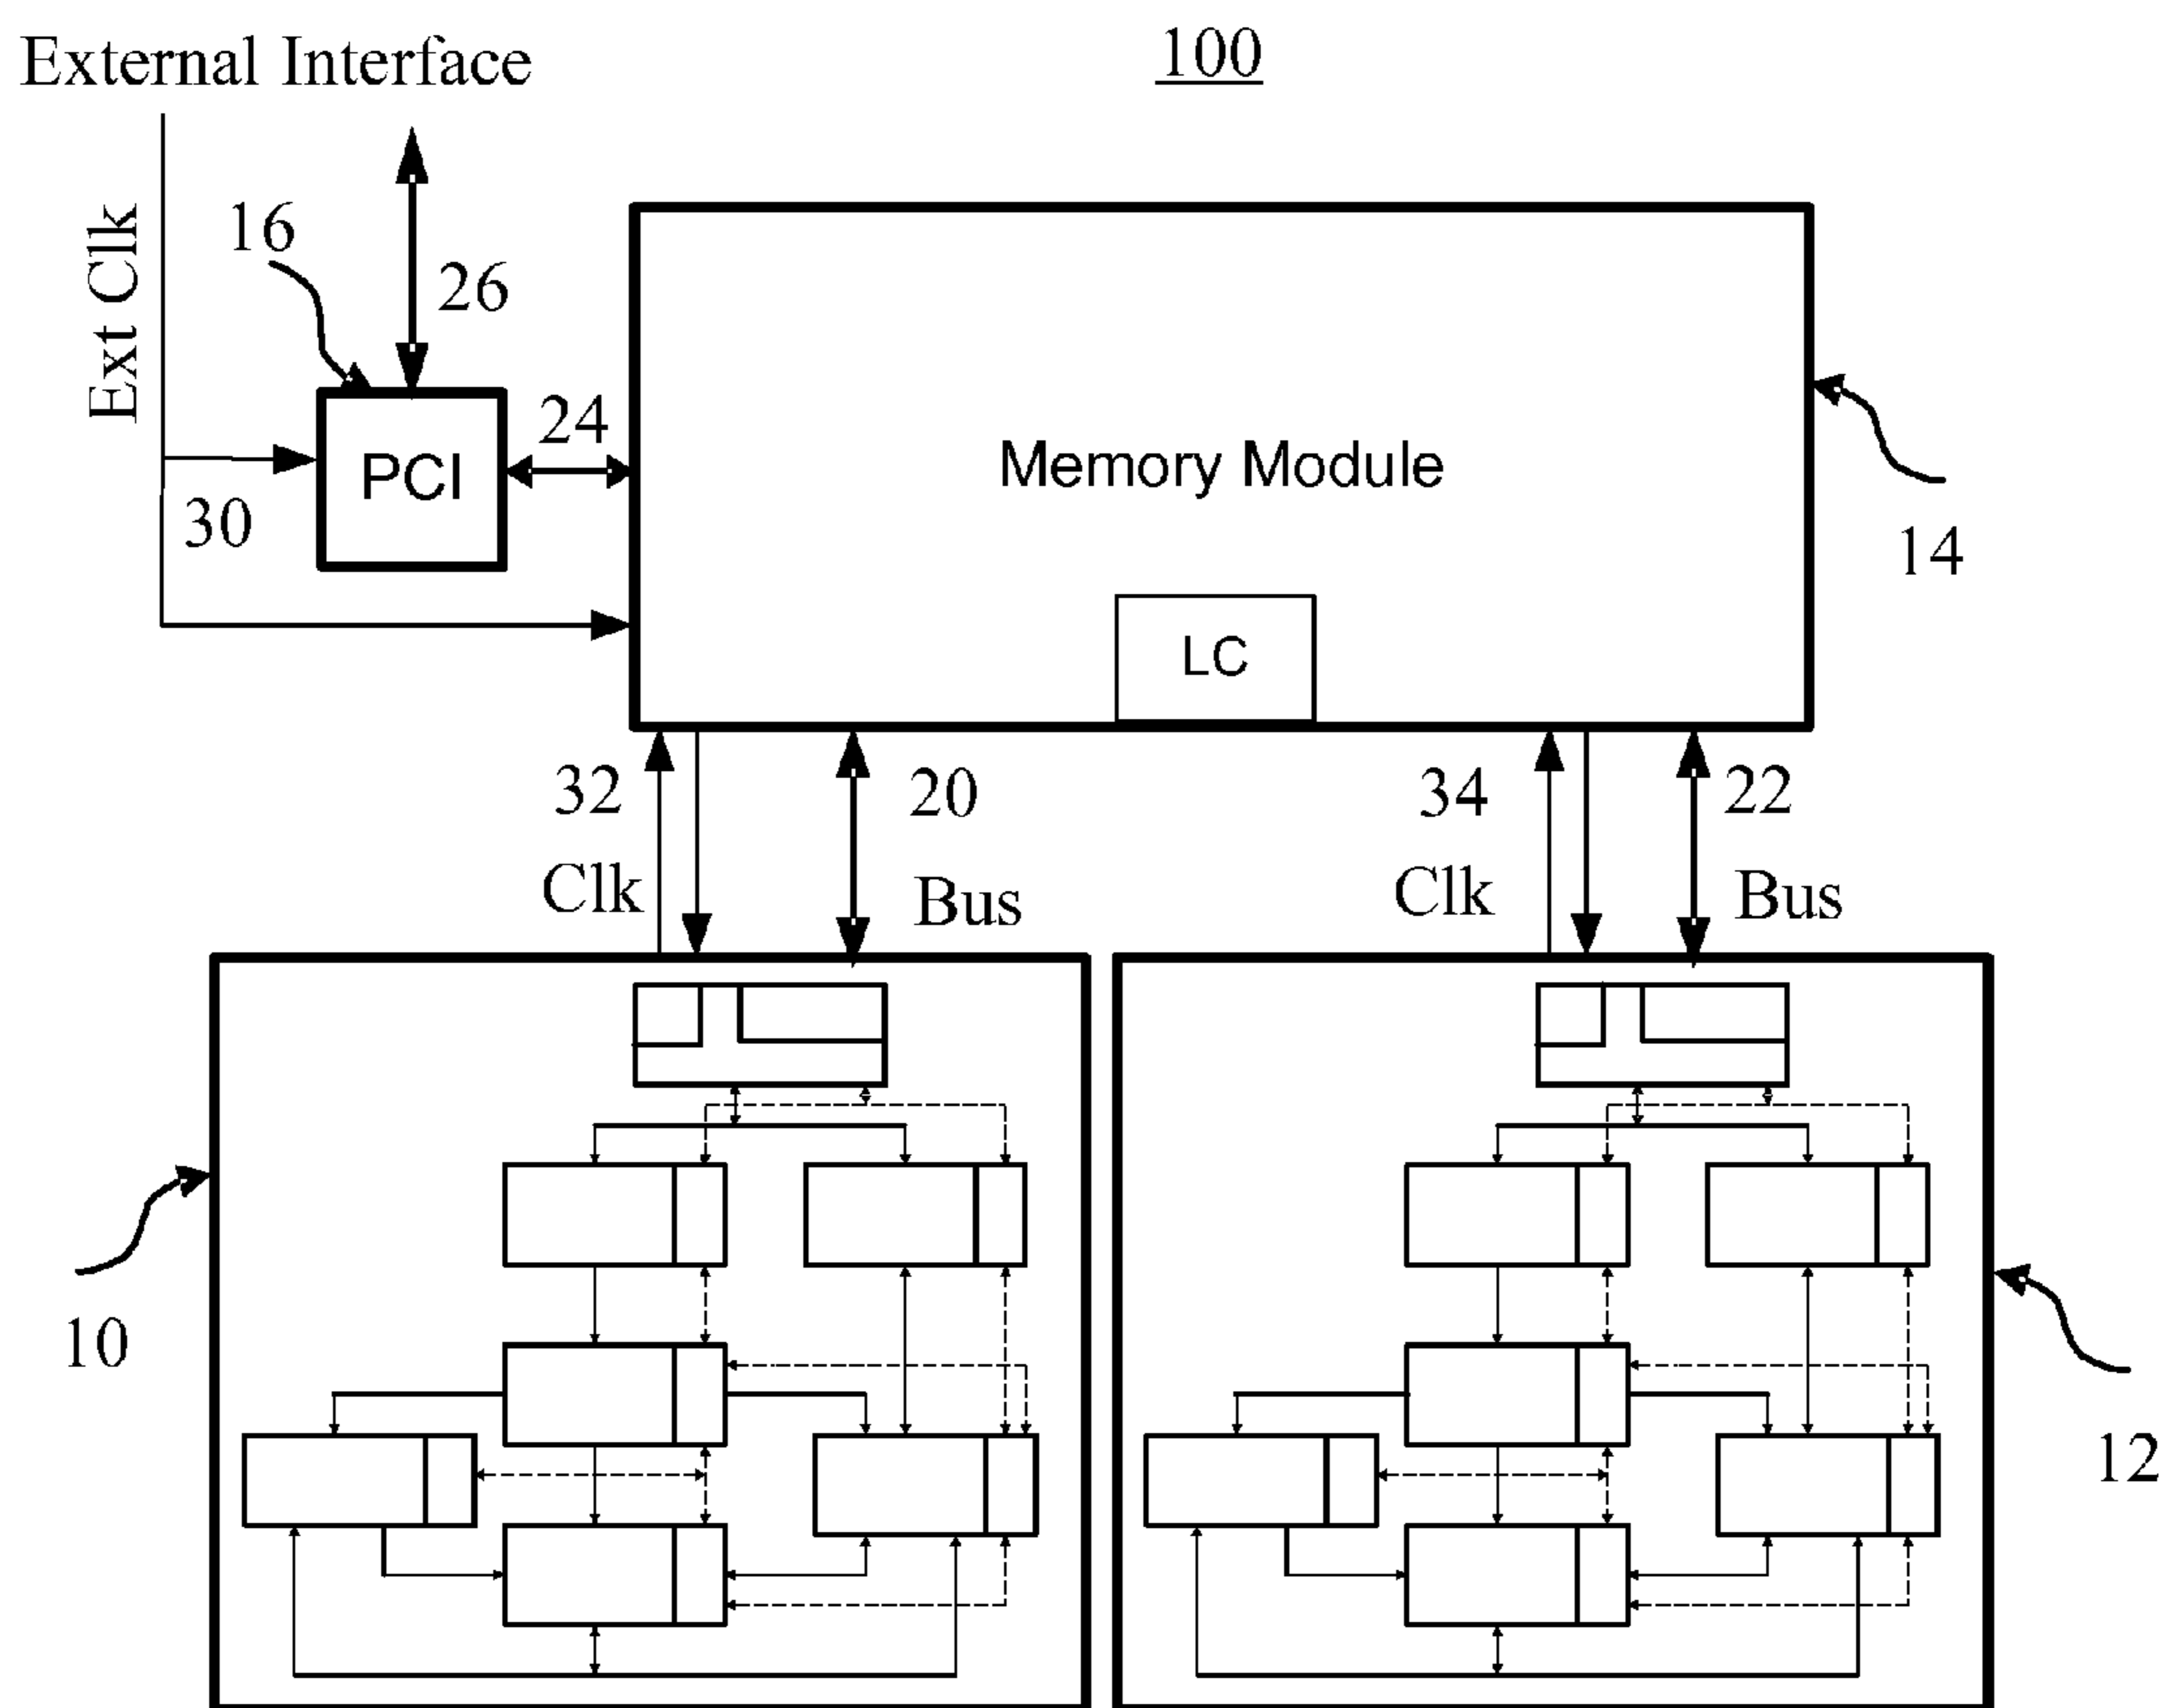 100
External Interface
Ext Clk
16
26
24
PCI
30
Memory Module
14
LC
32
20
34
22
Clk
Bus
Clk
Bus
10
12